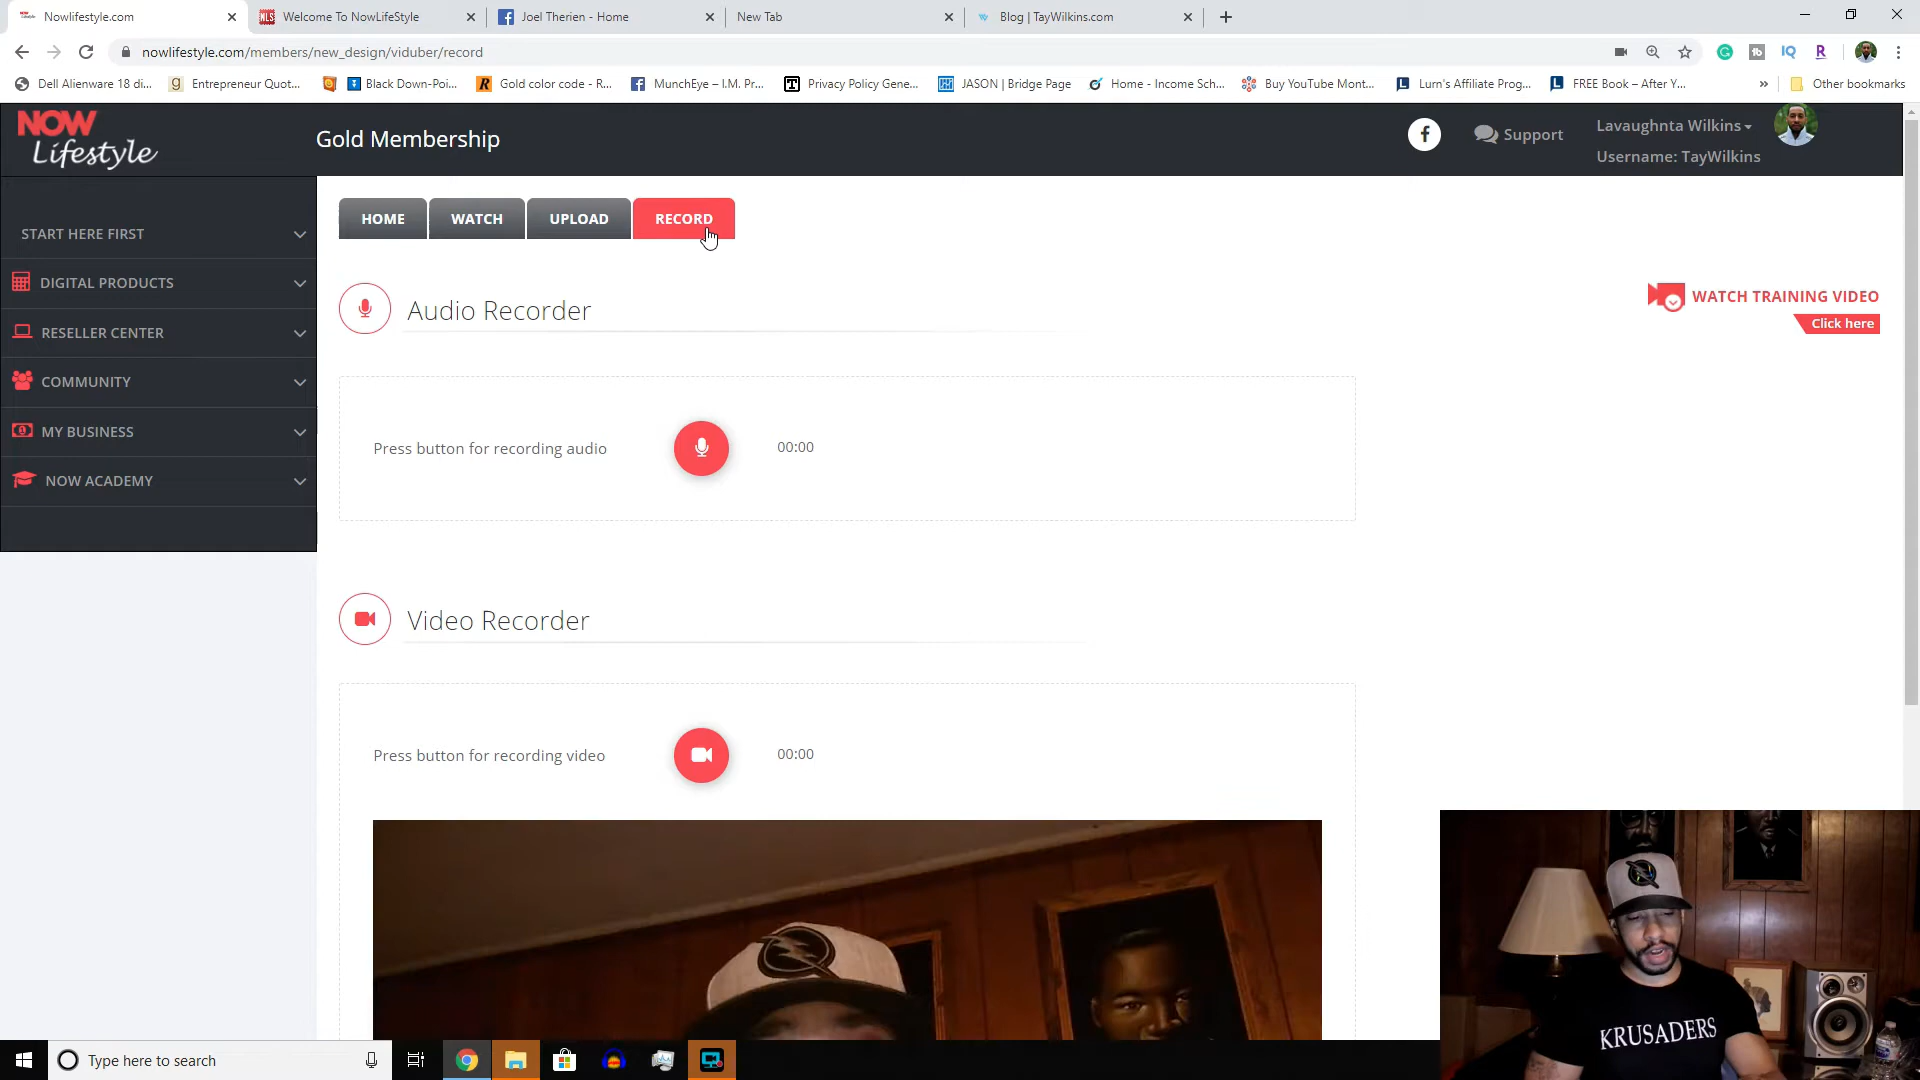 Nowlifestyle.com
Welcome To NowLifeStyle
Joel Therien - Home
New Tab
Blog | TayWilkins.com
nowlifestyle.com/members/new_design/viduber/record
Dell Alienware 18 di...
Entrepreneur Quot...
Black Down-Poi...
Gold color code - R...
MunchEye – I.M. Pr...
Privacy Policy Gene...
JASON | Bridge Page
Home - Income Sch...
Buy YouTube Mont...
Lurn's Affiliate Prog...
FREE Book – After Y...
»
Other bookmarks
NOW
Lifestyle
Gold Membership
Support
Lavaughnta Wilkins
Username: TayWilkins
START HERE FIRST
DIGITAL PRODUCTS
RESELLER CENTER
COMMUNITY
MY BUSINESS
NOW ACADEMY
HOME
WATCH
UPLOAD
RECORD
Audio Recorder
WATCH TRAINING VIDEO
Click here
Press button for recording audio
00:00
Video Recorder
Press button for recording video
00:00
KRUSADERS
Type here to search